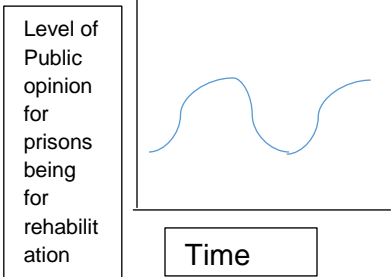 Level of
Public
opinion
for
prisons
being
for
rehabilit
ation
Time